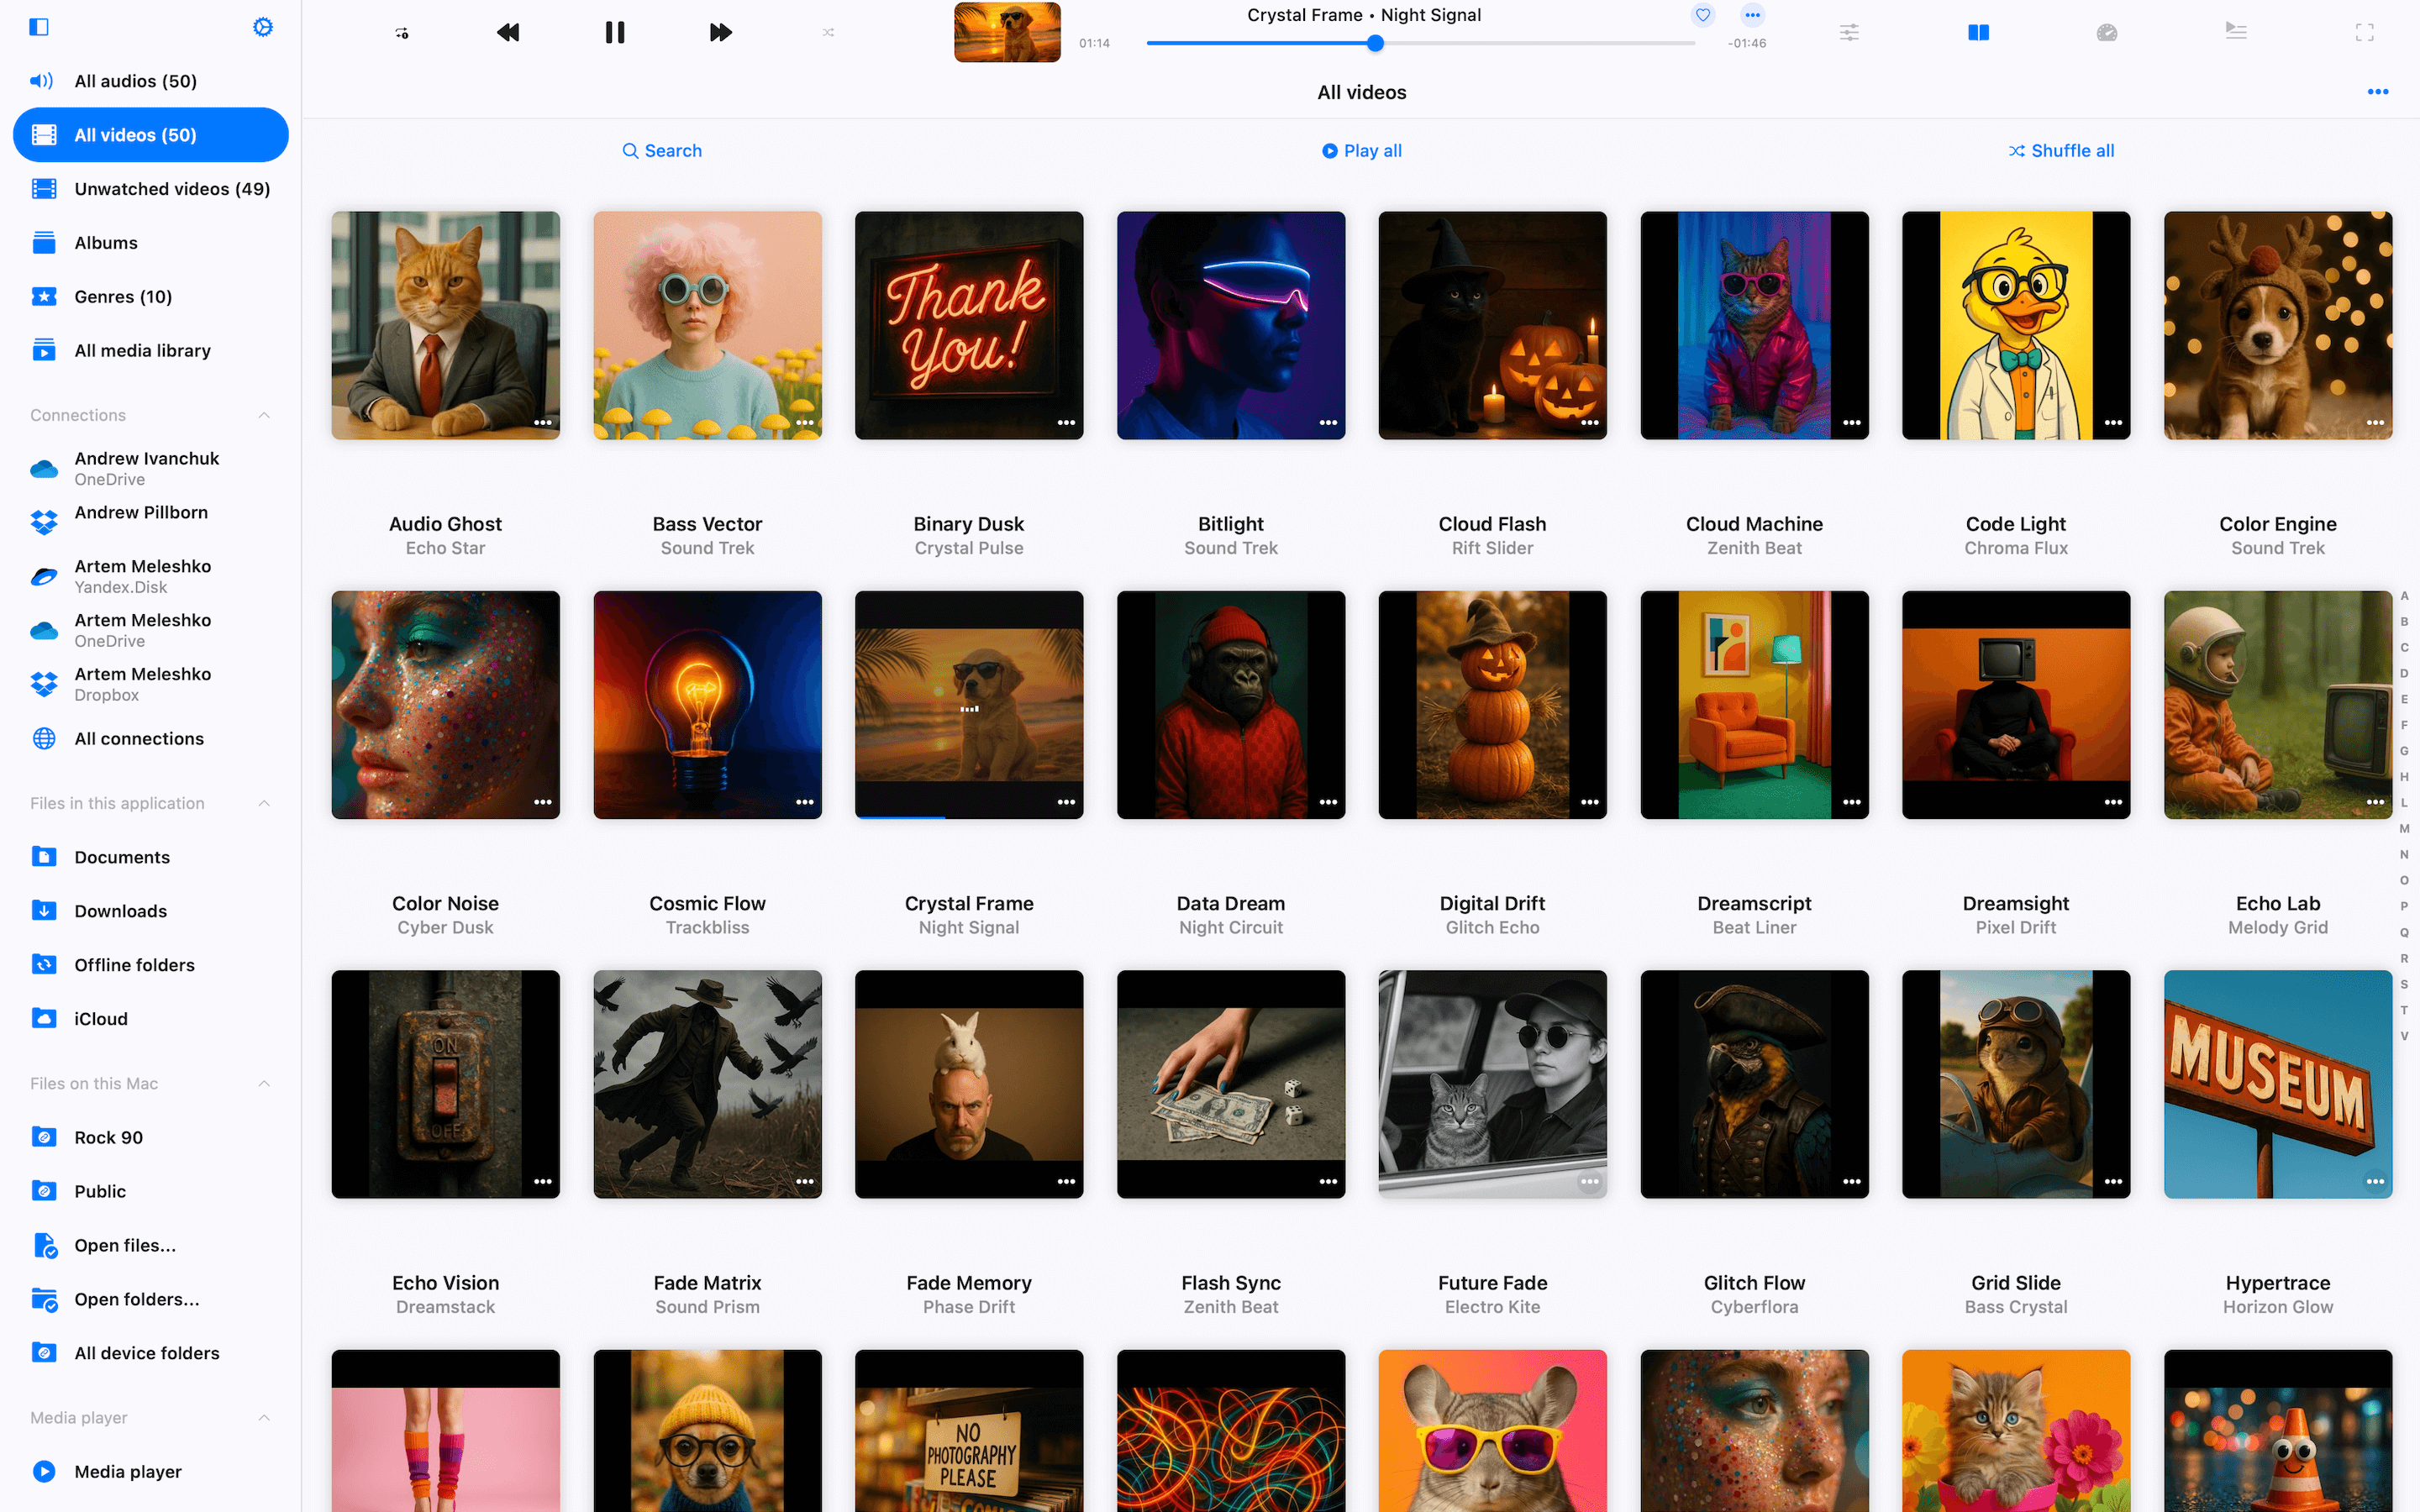 All audios (50)
All videos (50)
Unwatched videos (49)
Albums
Genres (10)
All media library
Connections
Andrew Ivanchuk
OneDrive
Andrew Pillborn
Artem Meleshko
Yandex.Disk
Artem Meleshko
OneDrive
Artem Meleshko
Dropbox
All connections
Files in this application
Documents
Downloads
Offline folders
iCloud
Files on this Mac
Rock 90
Public
Open files...
Open folders...
All device folders
Media player
Media player
Crystal Frame • Night Signal
01:14
-01:46
All videos
Search
Play all
Shuffle all
Thank
You!
Audio Ghost
Echo Star
Bass Vector
Sound Trek
Binary Dusk
Crystal Pulse
Bitlight
Sound Trek
Cloud Flash
Rift Slider
Cloud Machine
Zenith Beat
Code Light
Chroma Flux
Color Engine
Sound Trek
Color Noise
Cyber Dusk
Cosmic Flow
Trackbliss
Crystal Frame
Night Signal
Data Dream
Night Circuit
Digital Drift
Glitch Echo
Dreamscript
Beat Liner
Dreamsight
Pixel Drift
Echo Lab
Melody Grid
ON
OFF
MUSEUM
Echo Vision
Dreamstack
Fade Matrix
Sound Prism
Fade Memory
Phase Drift
Flash Sync
Zenith Beat
Future Fade
Electro Kite
Glitch Flow
Cyberflora
Grid Slide
Bass Crystal
Hypertrace
Horizon Glow
NO
PHOTOGRAPHY
PLEASE
A
B
C
D
E
F
G
H
L
M
N
O
P
Q
R
S
T
V